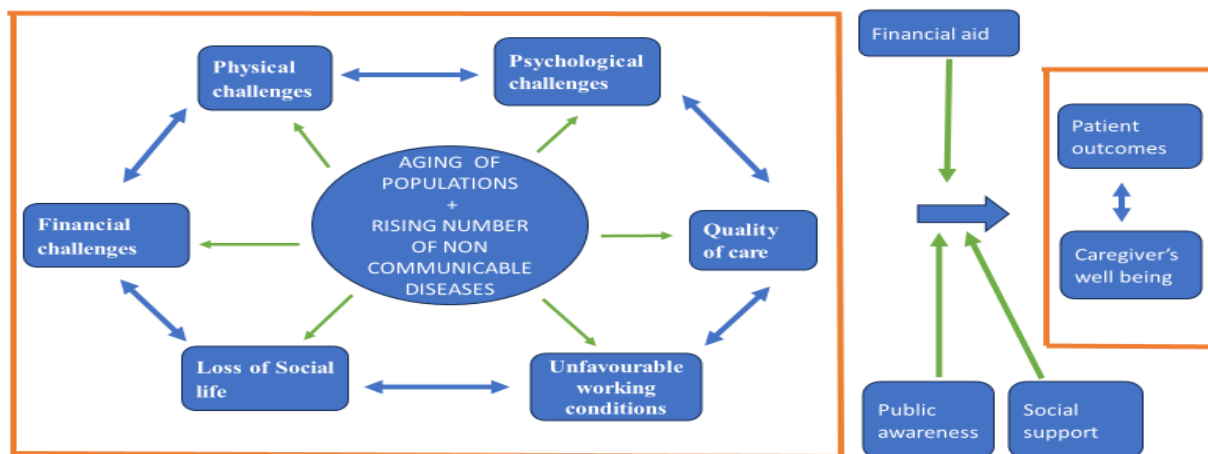 Physical
challenges
Psychological
challenges
AGING OF
POPULATIONS
+
RISING NUMBER
OF NON
COMMUNICABLE
DISEASES
Financial
challenges
Quality
of care
Loss of Social
life
Unfavourable
working
conditions
Financial aid
Patient
outcomes
Caregiver's
well being
Public
awareness
Social
support